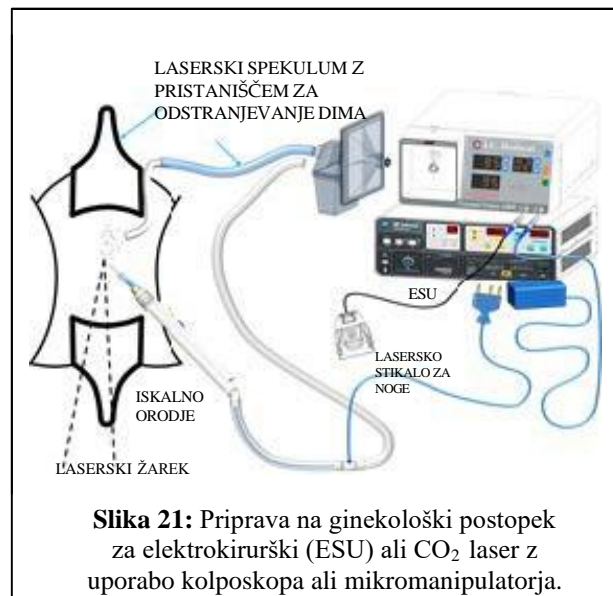 LASERSKI SPEKULUM Z
PRISTANIŠČEM ZA
ODSTRANJEVANJE DIMA
ESU
LASERSKO
STIKALO ZA
NOGE
ISKALNO
ORODJE
LASERSKI ŽAREK
Slika 21: Priprava na ginekološki postopek
za elektrokirurški (ESU) ali CO₂ laser z
uporabo kolposkopa ali mikromanipulatorja.